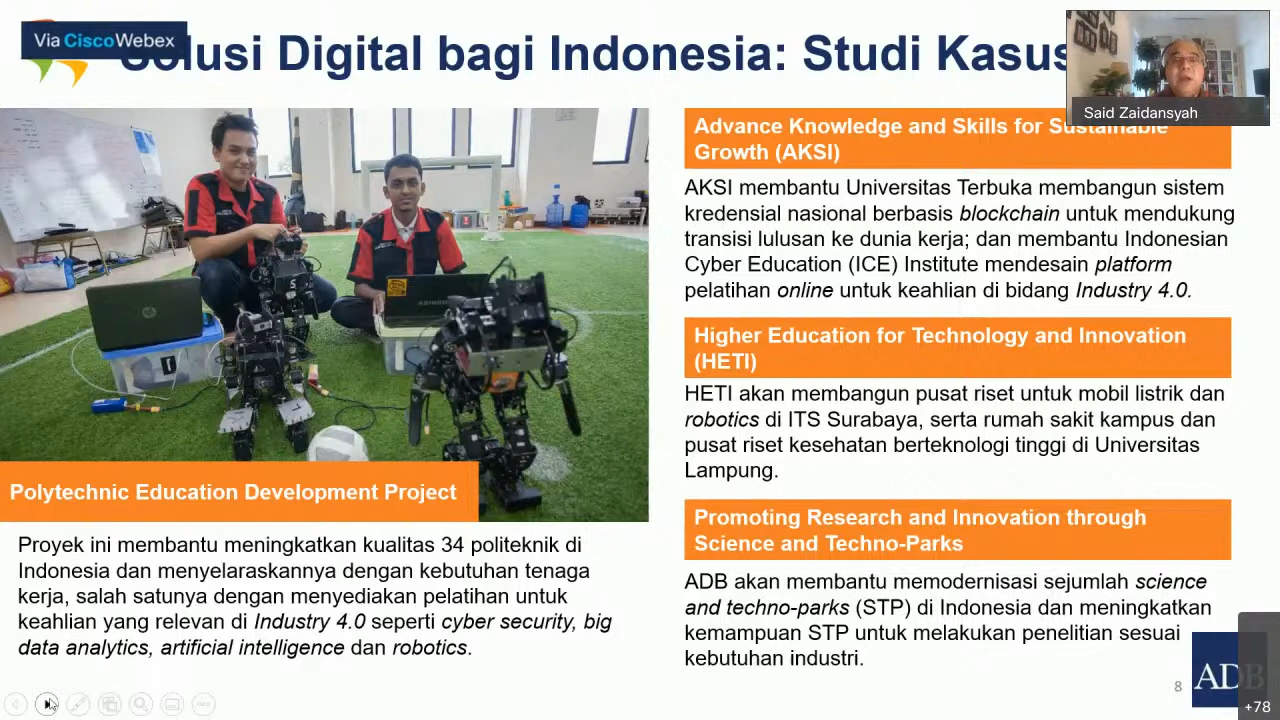 Via Cisco Webex
Solusi Digital bagi Indonesia: Studi Kasus
Said Zaidansyah
Polytechnic Education Development Project
Proyek ini membantu meningkatkan kualitas 34 politeknik di
Indonesia dan menyelaraskannya dengan kebutuhan tenaga
kerja, salah satunya dengan menyediakan pelatihan untuk
keahlian yang relevan di Industry 4.0 seperti cyber security, big
data analytics, artificial intelligence dan robotics.
Advance Knowledge and Skills for Sustainable
Growth (AKSI)
AKSI membantu Universitas Terbuka membangun sistem
kredensial nasional berbasis blockchain untuk mendukung
transisi lulusan ke dunia kerja; dan membantu Indonesian
Cyber Education (ICE) Institute mendesain platform
pelatihan online untuk keahlian di bidang Industry 4.0.
Higher Education for Technology and Innovation
(HETI)
HETI akan membangun pusat riset untuk mobil listrik dan
robotics di ITS Surabaya, serta rumah sakit kampus dan
pusat riset kesehatan berteknologi tinggi di Universitas
Lampung.
Promoting Research and Innovation through
Science and Techno-Parks
ADB akan membantu memodernisasi sejumlah science
and techno-parks (STP) di Indonesia dan meningkatkan
kemampuan STP untuk melakukan penelitian sesuai
kebutuhan industri.
8
ADB
+78